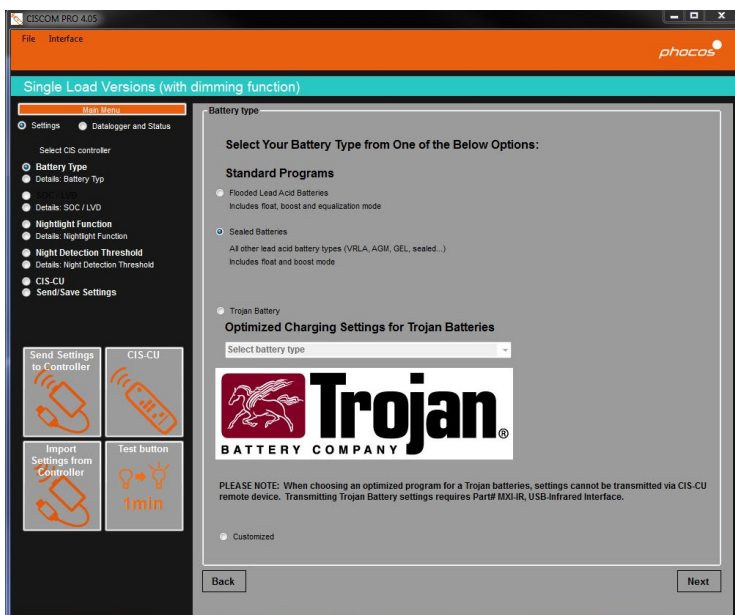 CISCOM PRO 4.05
File Interface
phocos
Single Load Versions (with dimming function)
Main Menu
Settings Datalogger and Status
Select CIS controller
Battery Type
Details: Battery Typ
SOC / LVD
Details: SOC / LVD
Nightlight Function
Details: Nightlight Function
Night Detection Threshold
Details: Night Detection Threshold
CIS-CU
Send/Save Settings
Send Settings
to Controller
CIS-CU
Import
Settings from
Controller
Test button
1min
Battery type
Select Your Battery Type from One of the Below Options:
Standard Programs
Flooded Lead Acid Batteries
Includes float, boost and equalization mode
Sealed Batteries
All other lead acid battery types (VRLA, AGM, GEL, sealed...)
Includes float and boost mode
Trojan Battery
Optimized Charging Settings for Trojan Batteries
Select battery type
Trojan®
BATTERY COMPANY
PLEASE NOTE: When choosing an optimized program for a Trojan batteries, settings cannot be transmitted via CIS-CU
remote device. Transmitting Trojan Battery settings requires Part# MXI-IR, USB-Infrared Interface.
Customized
Back
Next